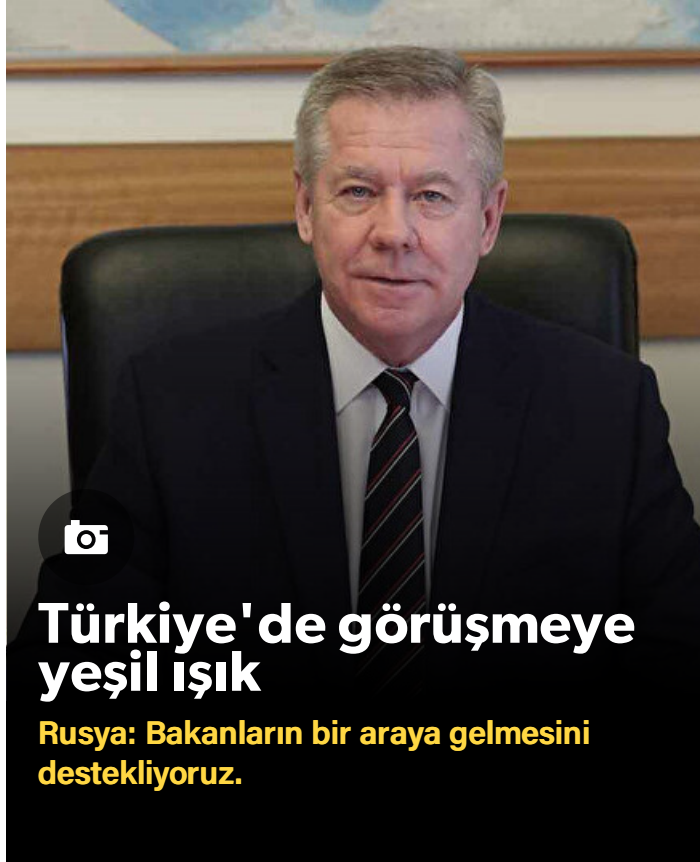 Türkiye'de görüşmeye
yeşil ışık
Rusya: Bakanların bir araya gelmesini
destekliyoruz.